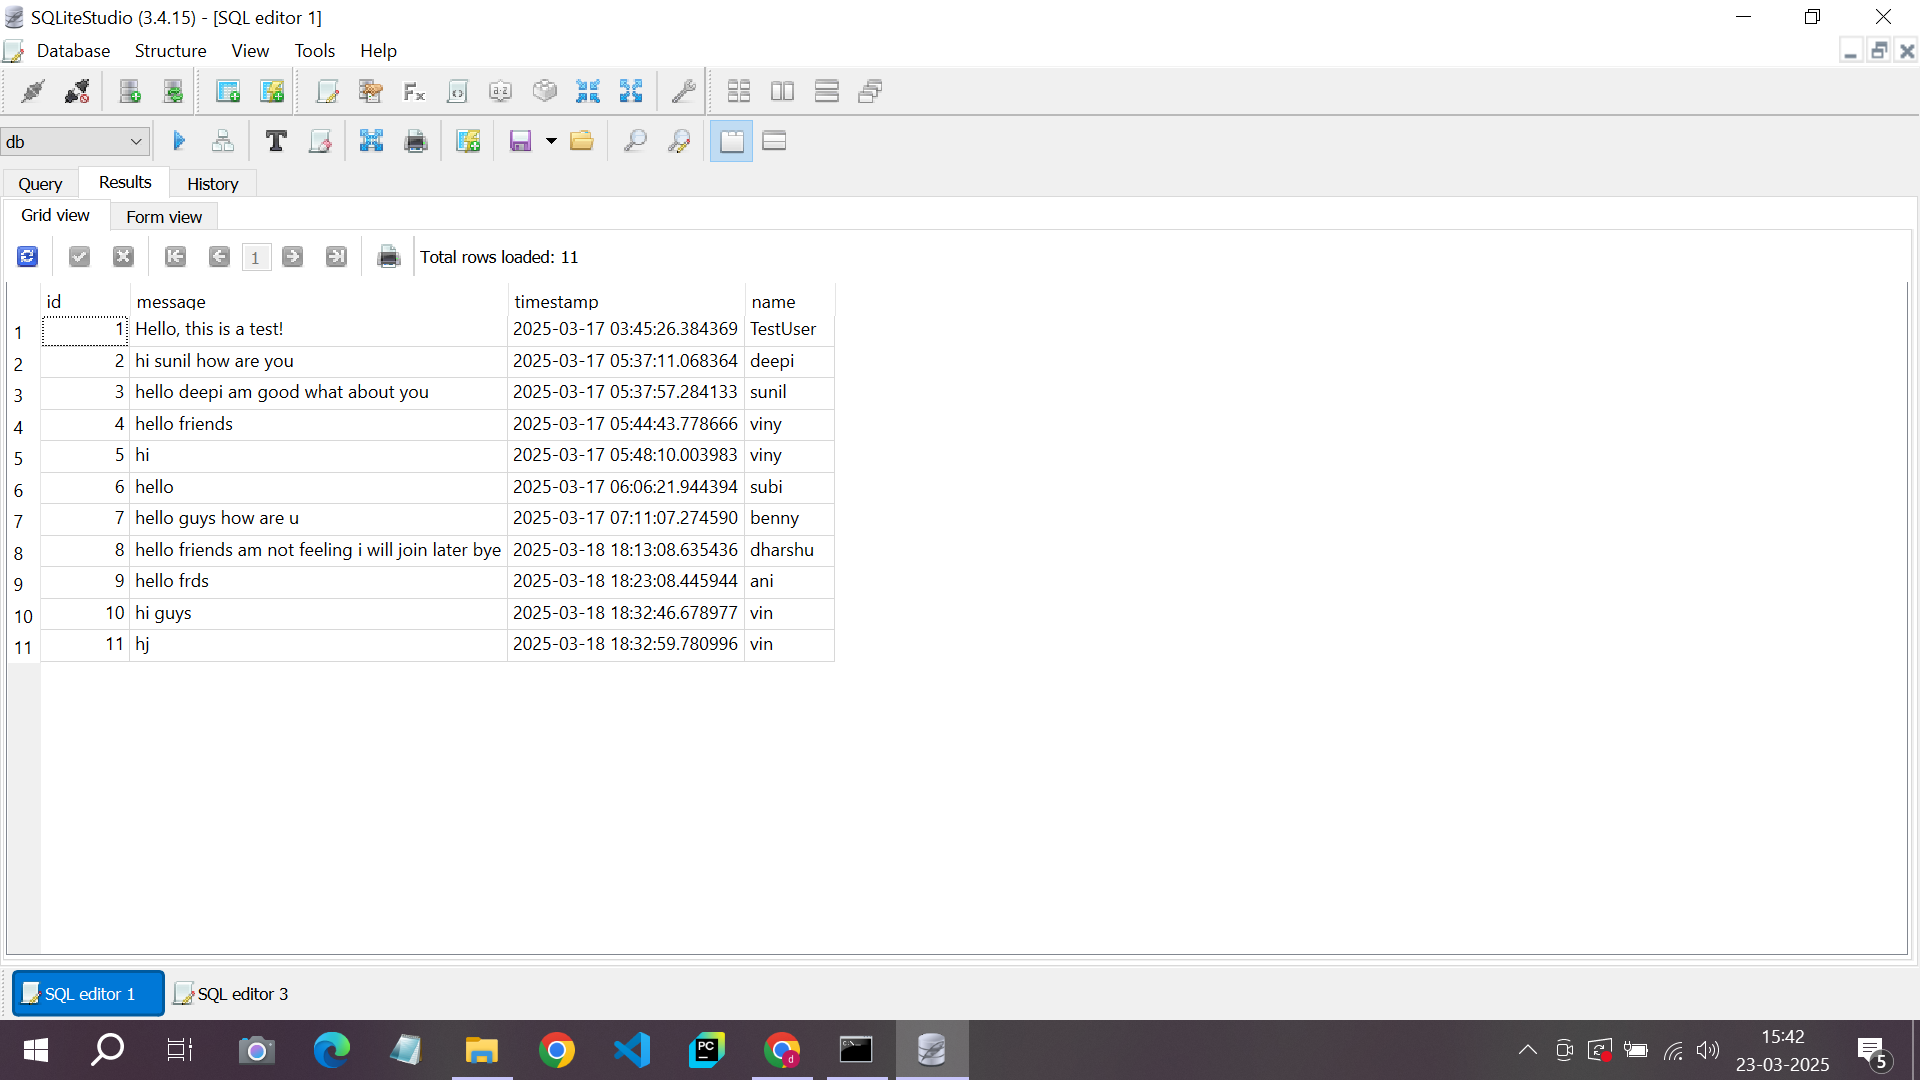 SQLiteStudio (3.4.15) - [SQL editor 1]
Database Structure View Tools Help
db
Query Results History
Grid view Form view
1 Total rows loaded: 11
id message timestamp name
1 1 Hello, this is a test! 2025-03-17 03:45:26.384369 TestUser
2 2 hi sunil how are you 2025-03-17 05:37:11.068364 deepi
3 3 hello deepi am good what about you 2025-03-17 05:37:57.284133 sunil
4 4 hello friends 2025-03-17 05:44:43.778666 viny
5 5 hi 2025-03-17 05:48:10.003983 viny
6 6 hello 2025-03-17 06:06:21.944394 subi
7 7 hello guys how are u 2025-03-17 07:11:07.274590 benny
8 8 hello friends am not feeling i will join later bye 2025-03-18 18:13:08.635436 dharshu
9 9 hello frds 2025-03-18 18:23:08.445944 ani
10 10 hi guys 2025-03-18 18:32:46.678977 vin
11 11 hj 2025-03-18 18:32:59.780996 vin
SQL editor 1 SQL editor 3
15:42
23-03-2025
5